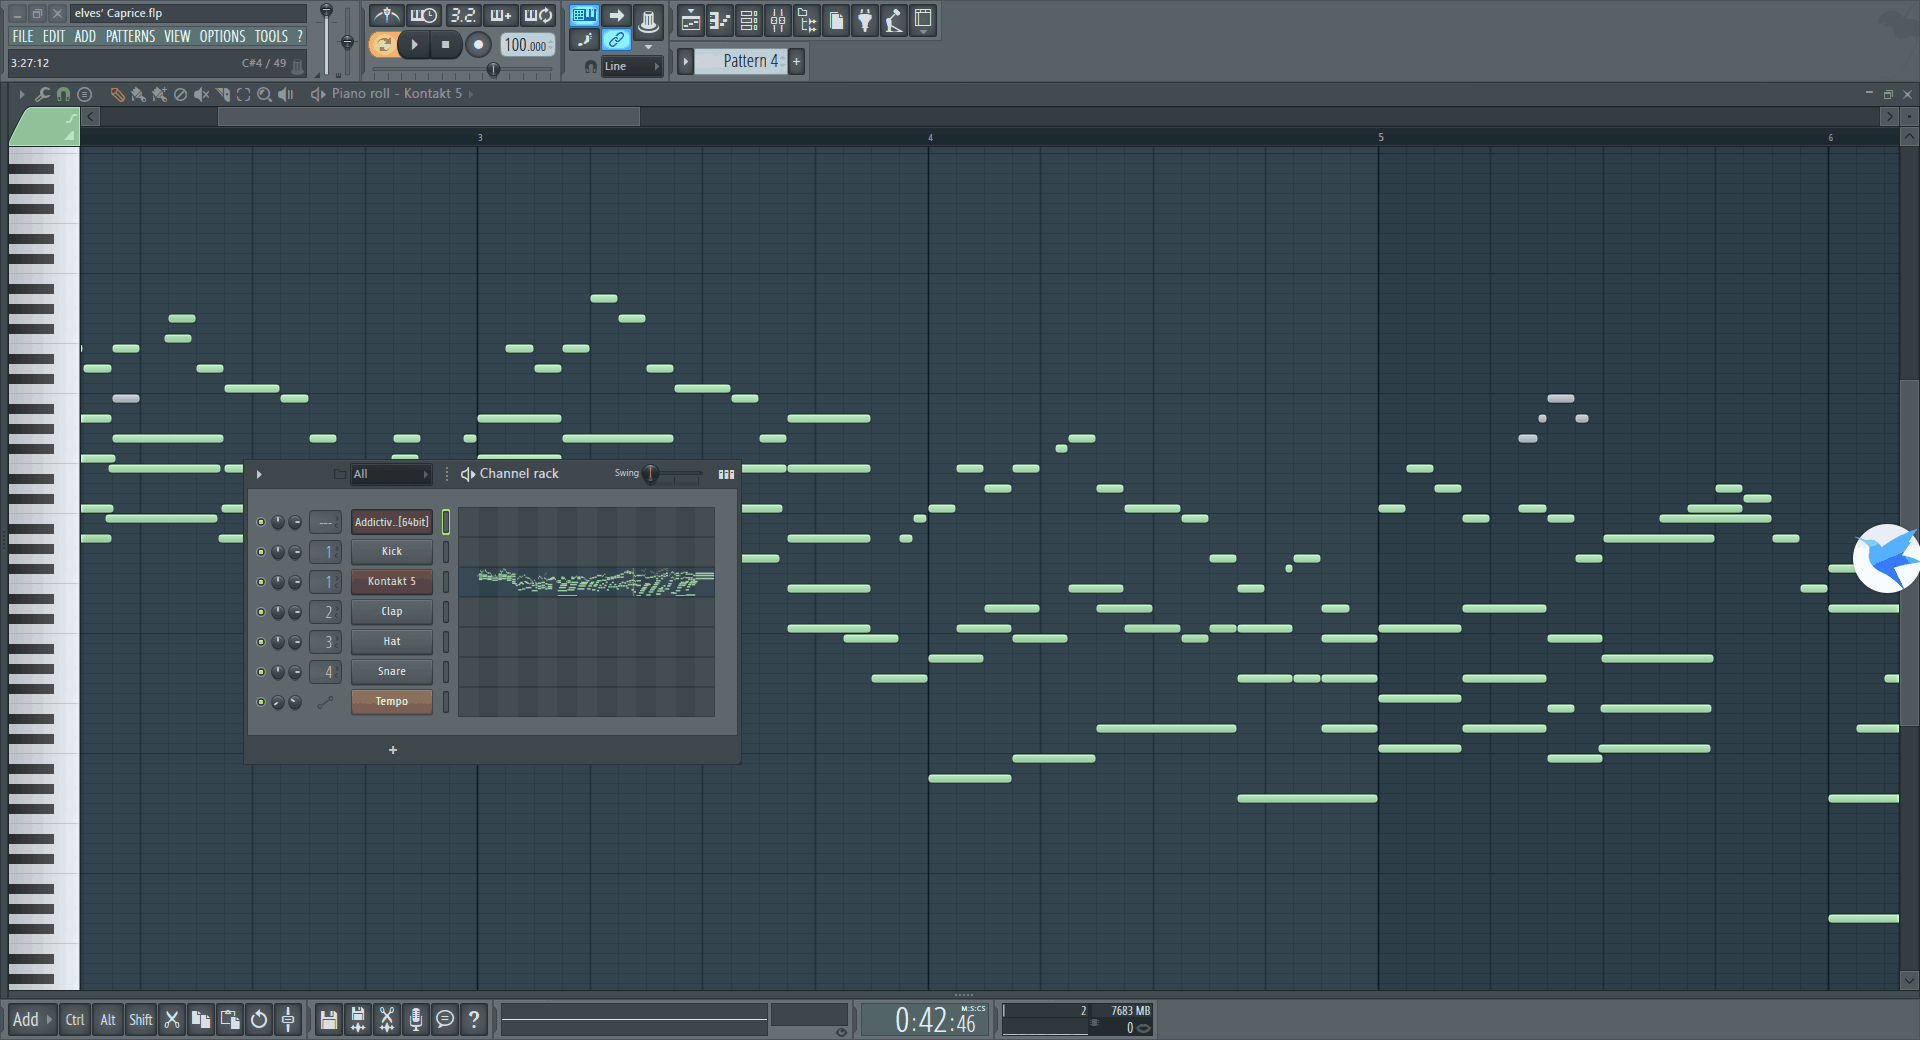 elves' Caprice.flp
FILE EDIT ADD PATTERNS VIEW OPTIONS TOOLS ?
3:27:12 C#4 / 49
3.2.
100.000
Line
Pattern 4
+
Piano roll - Kontakt 5
3 4 5 6
All Channel rack Swing
--- Addictiv..[64bit]
1 Kick
1 Kontakt 5
2 Clap
3 Hat
4 Snare
Tempo
+
Add Ctrl Alt Shift ?
0:42:46 M:S:CS
2 7683 MB
0